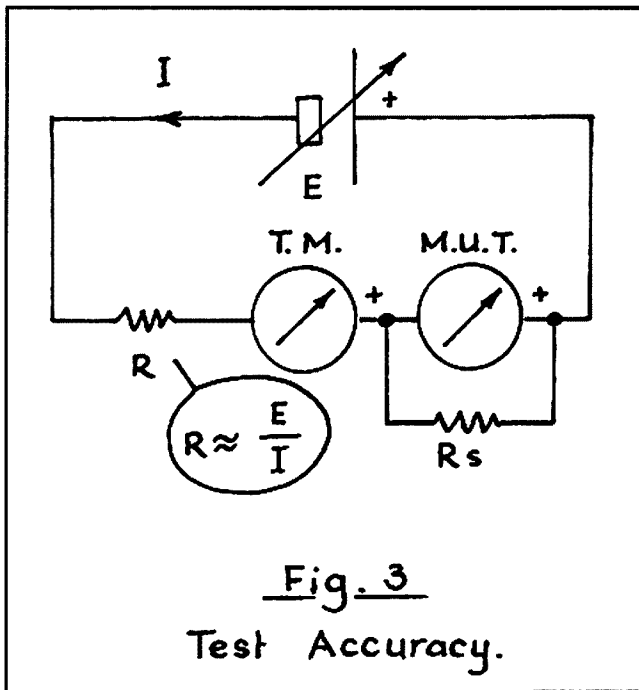 I
+
E
T.M.
M.U.T.
+
+
R
R ≈ E/I
Rs
Fig. 3
Test Accuracy.